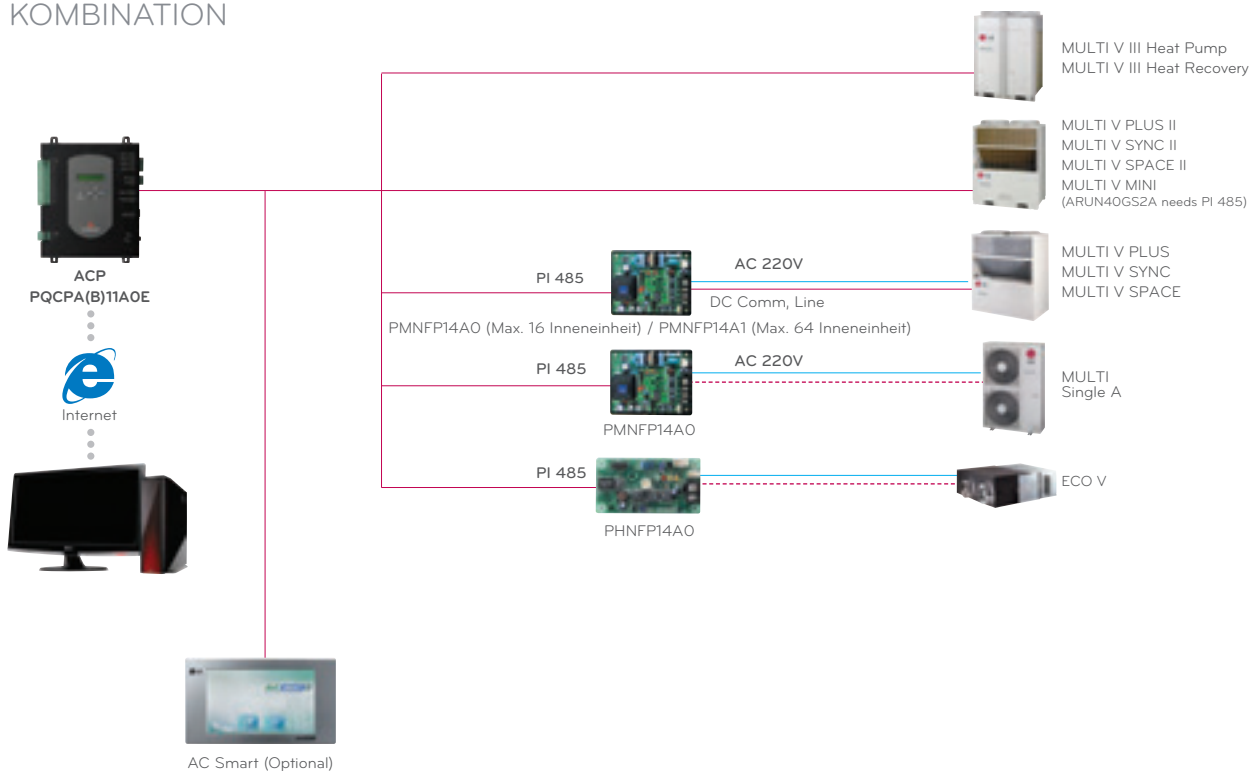 KOMBINATION
MULTI V III Heat Pump
MULTI V III Heat Recovery
MULTI V PLUS II
MULTI V SYNC II
MULTI V SPACE II
MULTI V MINI
(ARUN40GS2A needs PI 485)
ACP
PQCPA(B)11A0E
PI 485
AC 220V
DC Comm, Line
MULTI V PLUS
MULTI V SYNC
MULTI V SPACE
PMNFP14A0 (Max. 16 Inneneinheit) / PMNFP14A1 (Max. 64 Inneneinheit)
PI 485
AC 220V
MULTI
Single A
PMNFP14A0
Internet
PI 485
ECO V
PHNFP14A0
AC Smart (Optional)